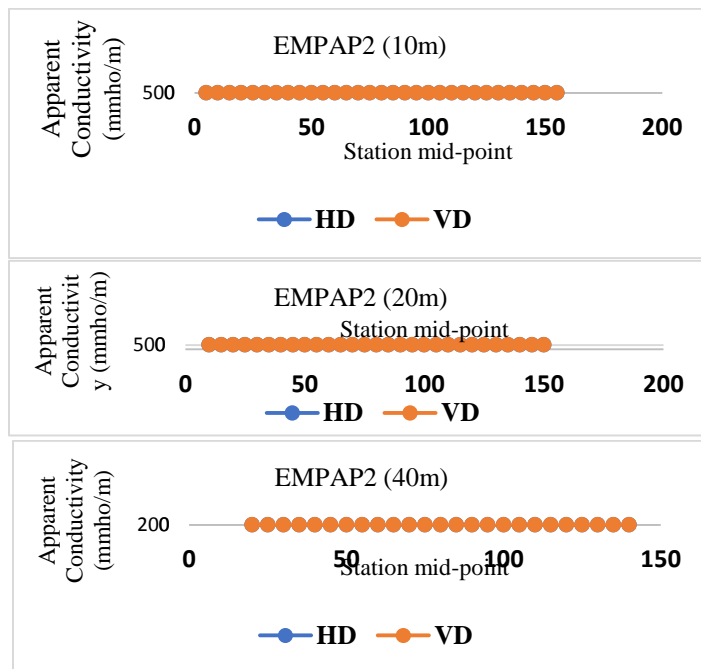 EMPAP2 (10m)
Apparent
Conductivity
(mmho/m)
500
0 50 100 150 200
Station mid-point
HD VD
EMPAP2 (20m)
Apparent
Conductivit
y (mmho/m)
Station mid-point
500
0 50 100 150 200
HD VD
EMPAP2 (40m)
Apparent
Conductivity
(mmho/m)
200
0 50 100 150
Station mid-point
HD VD